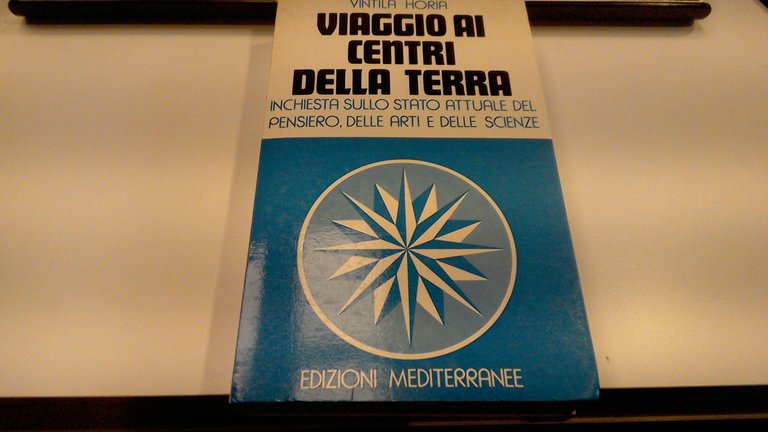 VINTILA HORIA
VIAGGIO AI
CENTRI
DELLA TERRA
INCHIESTA SULLO STATO ATTUALE DEL
PENSIERO, DELLE ARTI E DELLE SCIENZE
EDIZIONI MEDITERRANEE